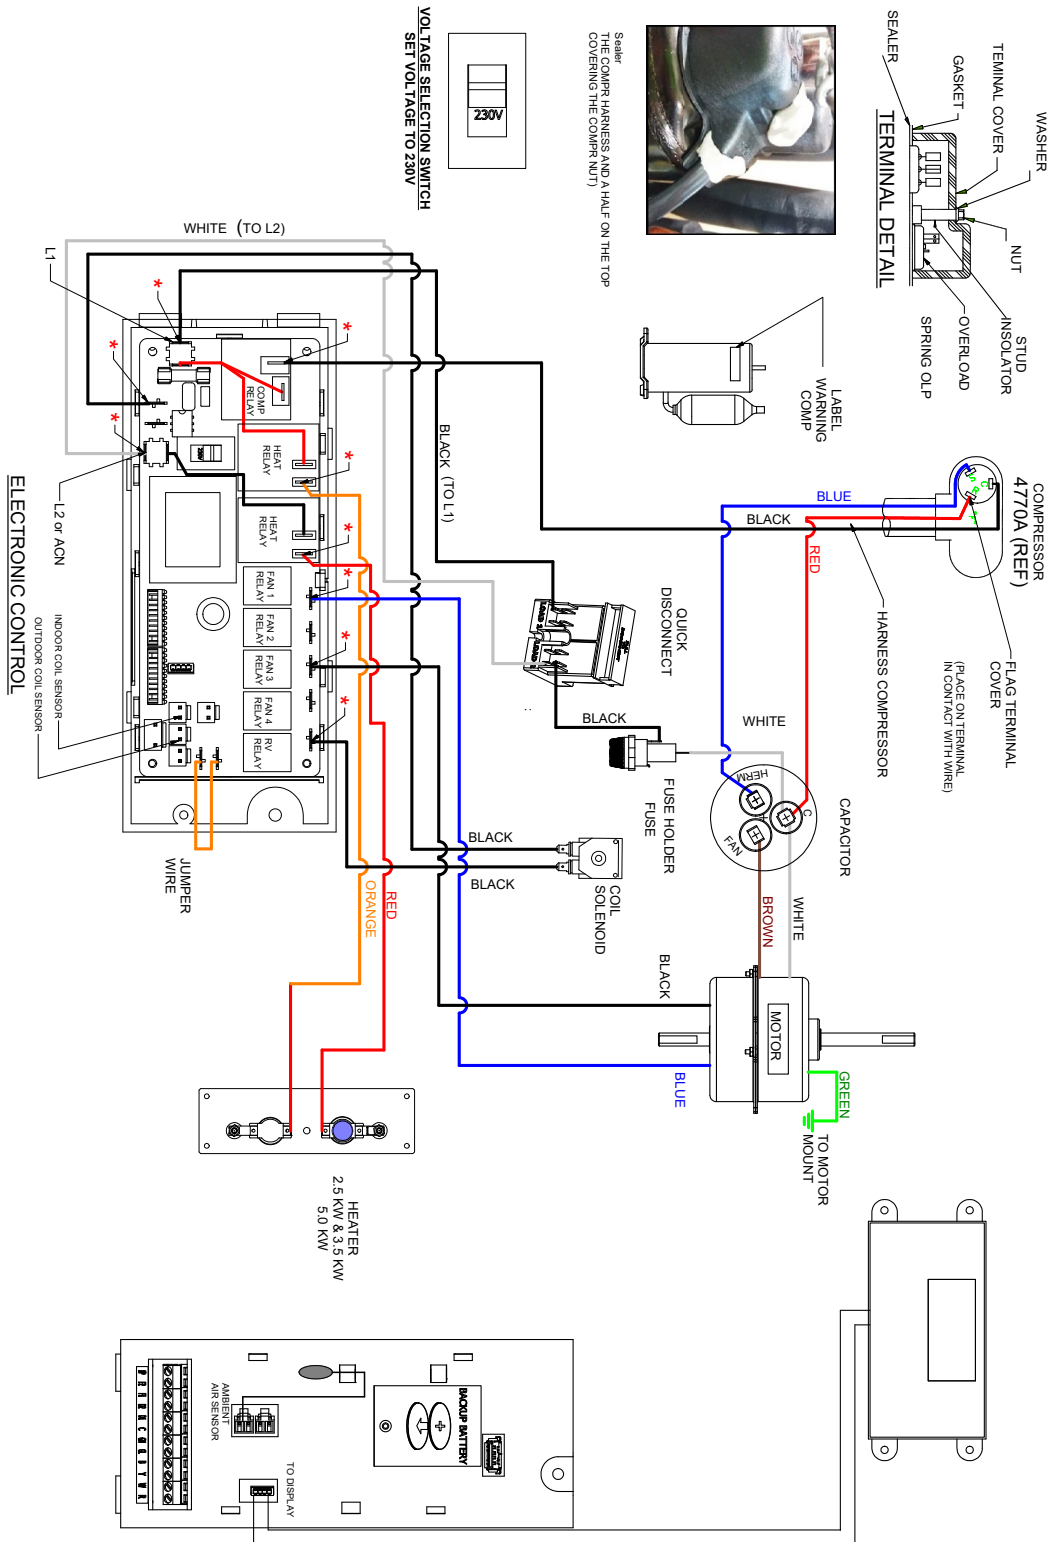 WASHER
NUT
TEMINAL COVER
GASKET
SEALER
STUD
INSOLATOR
OVERLOAD
SPRING OLP
TERMINAL DETAIL
Sealer
THE COMPR HARNESS AND A HALF ON THE TOP
COVERING THE COMPR NUT)
230V
VOLTAGE SELECTION SWITCH
SET VOLTAGE TO 230V
LABEL
WARNING
COMP
COMPRESSOR
4770A (REF)
C
S
R
FLAG TERMINAL
COVER
(PLACE ON TERMINAL
IN CONTACT WITH WIRE)
HARNESS COMPRESSOR
BLUE
BLACK
RED
WHITE (TO L2)
BLACK (TO L1)
L1
L2 or ACN
COMP
RELAY
HEAT
RELAY
HEAT
RELAY
FAN 1
RELAY
FAN 2
RELAY
FAN 3
RELAY
FAN 4
RELAY
RV
RELAY
230V
INDOOR COIL SENSOR
OUTDOOR COIL SENSOR
ELECTRONIC CONTROL
JUMPER
WIRE
QUICK
DISCONNECT
LOAD 2
LOAD 1
BLACK
WHITE
FUSE HOLDER
FUSE
CAPACITOR
HERM
C
FAN
BLACK
BLACK
COIL
SOLENOID
WHITE
BROWN
RED
ORANGE
BLACK
BLUE
MOTOR
GREEN
TO MOTOR
MOUNT
HEATER
2.5 KW & 3.5 KW
5.0 KW
BACKUP BATTERY
AMBIENT
AIR SENSOR
TO DISPLAY